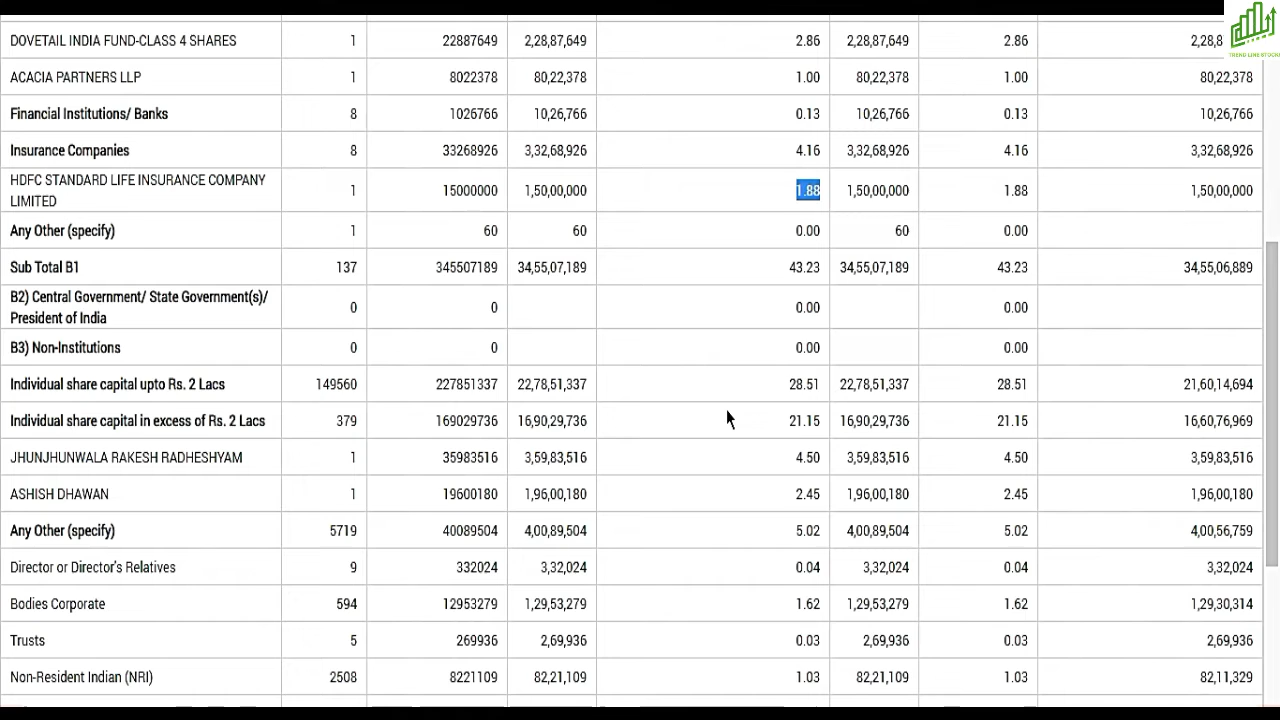 DOVETAIL INDIA FUND-CLASS 4 SHARES 1 22887649 2,28,87,649 2.86 2,28,87,649 2.86 2,28,8
TREND LINE STOCKS
ACACIA PARTNERS LLP 1 8022378 80,22,378 1.00 80,22,378 1.00 80,22,378
Financial Institutions/ Banks 8 1026766 10,26,766 0.13 10,26,766 0.13 10,26,766
Insurance Companies 8 33268926 3,32,68,926 4.16 3,32,68,926 4.16 3,32,68,926
HDFC STANDARD LIFE INSURANCE COMPANY
LIMITED 1 15000000 1,50,00,000 1.88 1,50,00,000 1.88 1,50,00,000
Any Other (specify) 1 60 60 0.00 60 0.00
Sub Total B1 137 345507189 34,55,07,189 43.23 34,55,07,189 43.23 34,55,06,889
B2) Central Government/ State Government(s)/
President of India 0 0 0.00 0.00
B3) Non-Institutions 0 0 0.00 0.00
Individual share capital upto Rs. 2 Lacs 149560 227851337 22,78,51,337 28.51 22,78,51,337 28.51 21,60,14,694
Individual share capital in excess of Rs. 2 Lacs 379 169029736 16,90,29,736 21.15 16,90,29,736 21.15 16,60,76,969
JHUNJHUNWALA RAKESH RADHESHYAM 1 35983516 3,59,83,516 4.50 3,59,83,516 4.50 3,59,83,516
ASHISH DHAWAN 1 19600180 1,96,00,180 2.45 1,96,00,180 2.45 1,96,00,180
Any Other (specify) 5719 40089504 4,00,89,504 5.02 4,00,89,504 5.02 4,00,56,759
Director or Director's Relatives 9 332024 3,32,024 0.04 3,32,024 0.04 3,32,024
Bodies Corporate 594 12953279 1,29,53,279 1.62 1,29,53,279 1.62 1,29,30,314
Trusts 5 269936 2,69,936 0.03 2,69,936 0.03 2,69,936
Non-Resident Indian (NRI) 2508 8221109 82,21,109 1.03 82,21,109 1.03 82,11,329